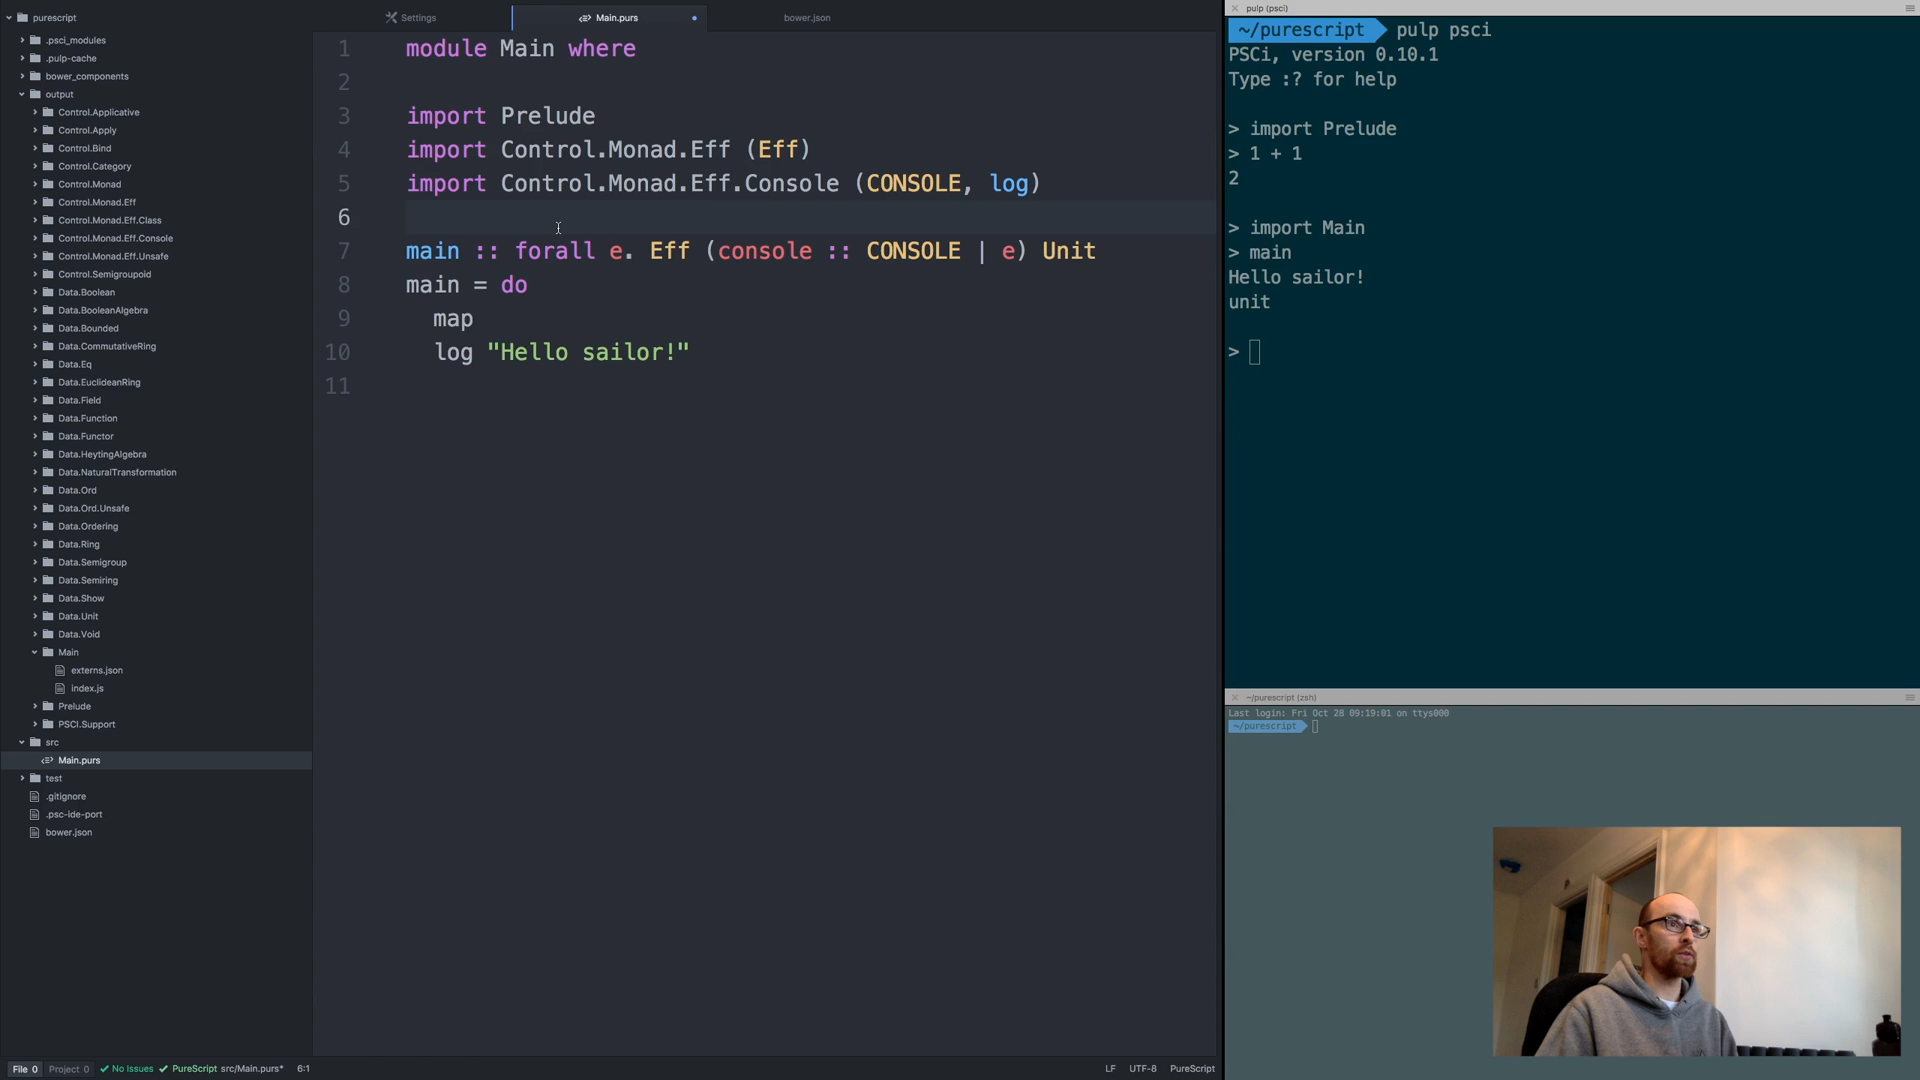 purescript
.psci_modules
.pulp-cache
bower_components
output
Control.Applicative
Control.Apply
Control.Bind
Control.Category
Control.Monad
Control.Monad.Eff
Control.Monad.Eff.Class
Control.Monad.Eff.Console
Control.Monad.Eff.Unsafe
Control.Semigroupoid
Data.Boolean
Data.BooleanAlgebra
Data.Bounded
Data.CommutativeRing
Data.Eq
Data.EuclideanRing
Data.Field
Data.Function
Data.Functor
Data.HeytingAlgebra
Data.NaturalTransformation
Data.Ord
Data.Ord.Unsafe
Data.Ordering
Data.Ring
Data.Semigroup
Data.Semiring
Data.Show
Data.Unit
Data.Void
Main
externs.json
index.js
Prelude
PSCI.Support
src
Main.purs
test
.gitignore
.psc-ide-port
bower.json
Settings
Main.purs
bower.json
1 module Main where
2
3 import Prelude
4 import Control.Monad.Eff (Eff)
5 import Control.Monad.Eff.Console (CONSOLE, log)
6
7 main :: forall e. Eff (console :: CONSOLE | e) Unit
8 main = do
9 map
10 log "Hello sailor!"
11
pulp (psci)
~/purescript pulp psci
PSCi, version 0.10.1
Type :? for help
> import Prelude
> 1 + 1
2
> import Main
> main
Hello sailor!
unit
>
~/purescript (zsh)
Last login: Fri Oct 28 09:19:01 on ttys000
~/purescript
File 0 Project 0 No Issues PureScript src/Main.purs* 6:1
LF UTF-8 PureScript